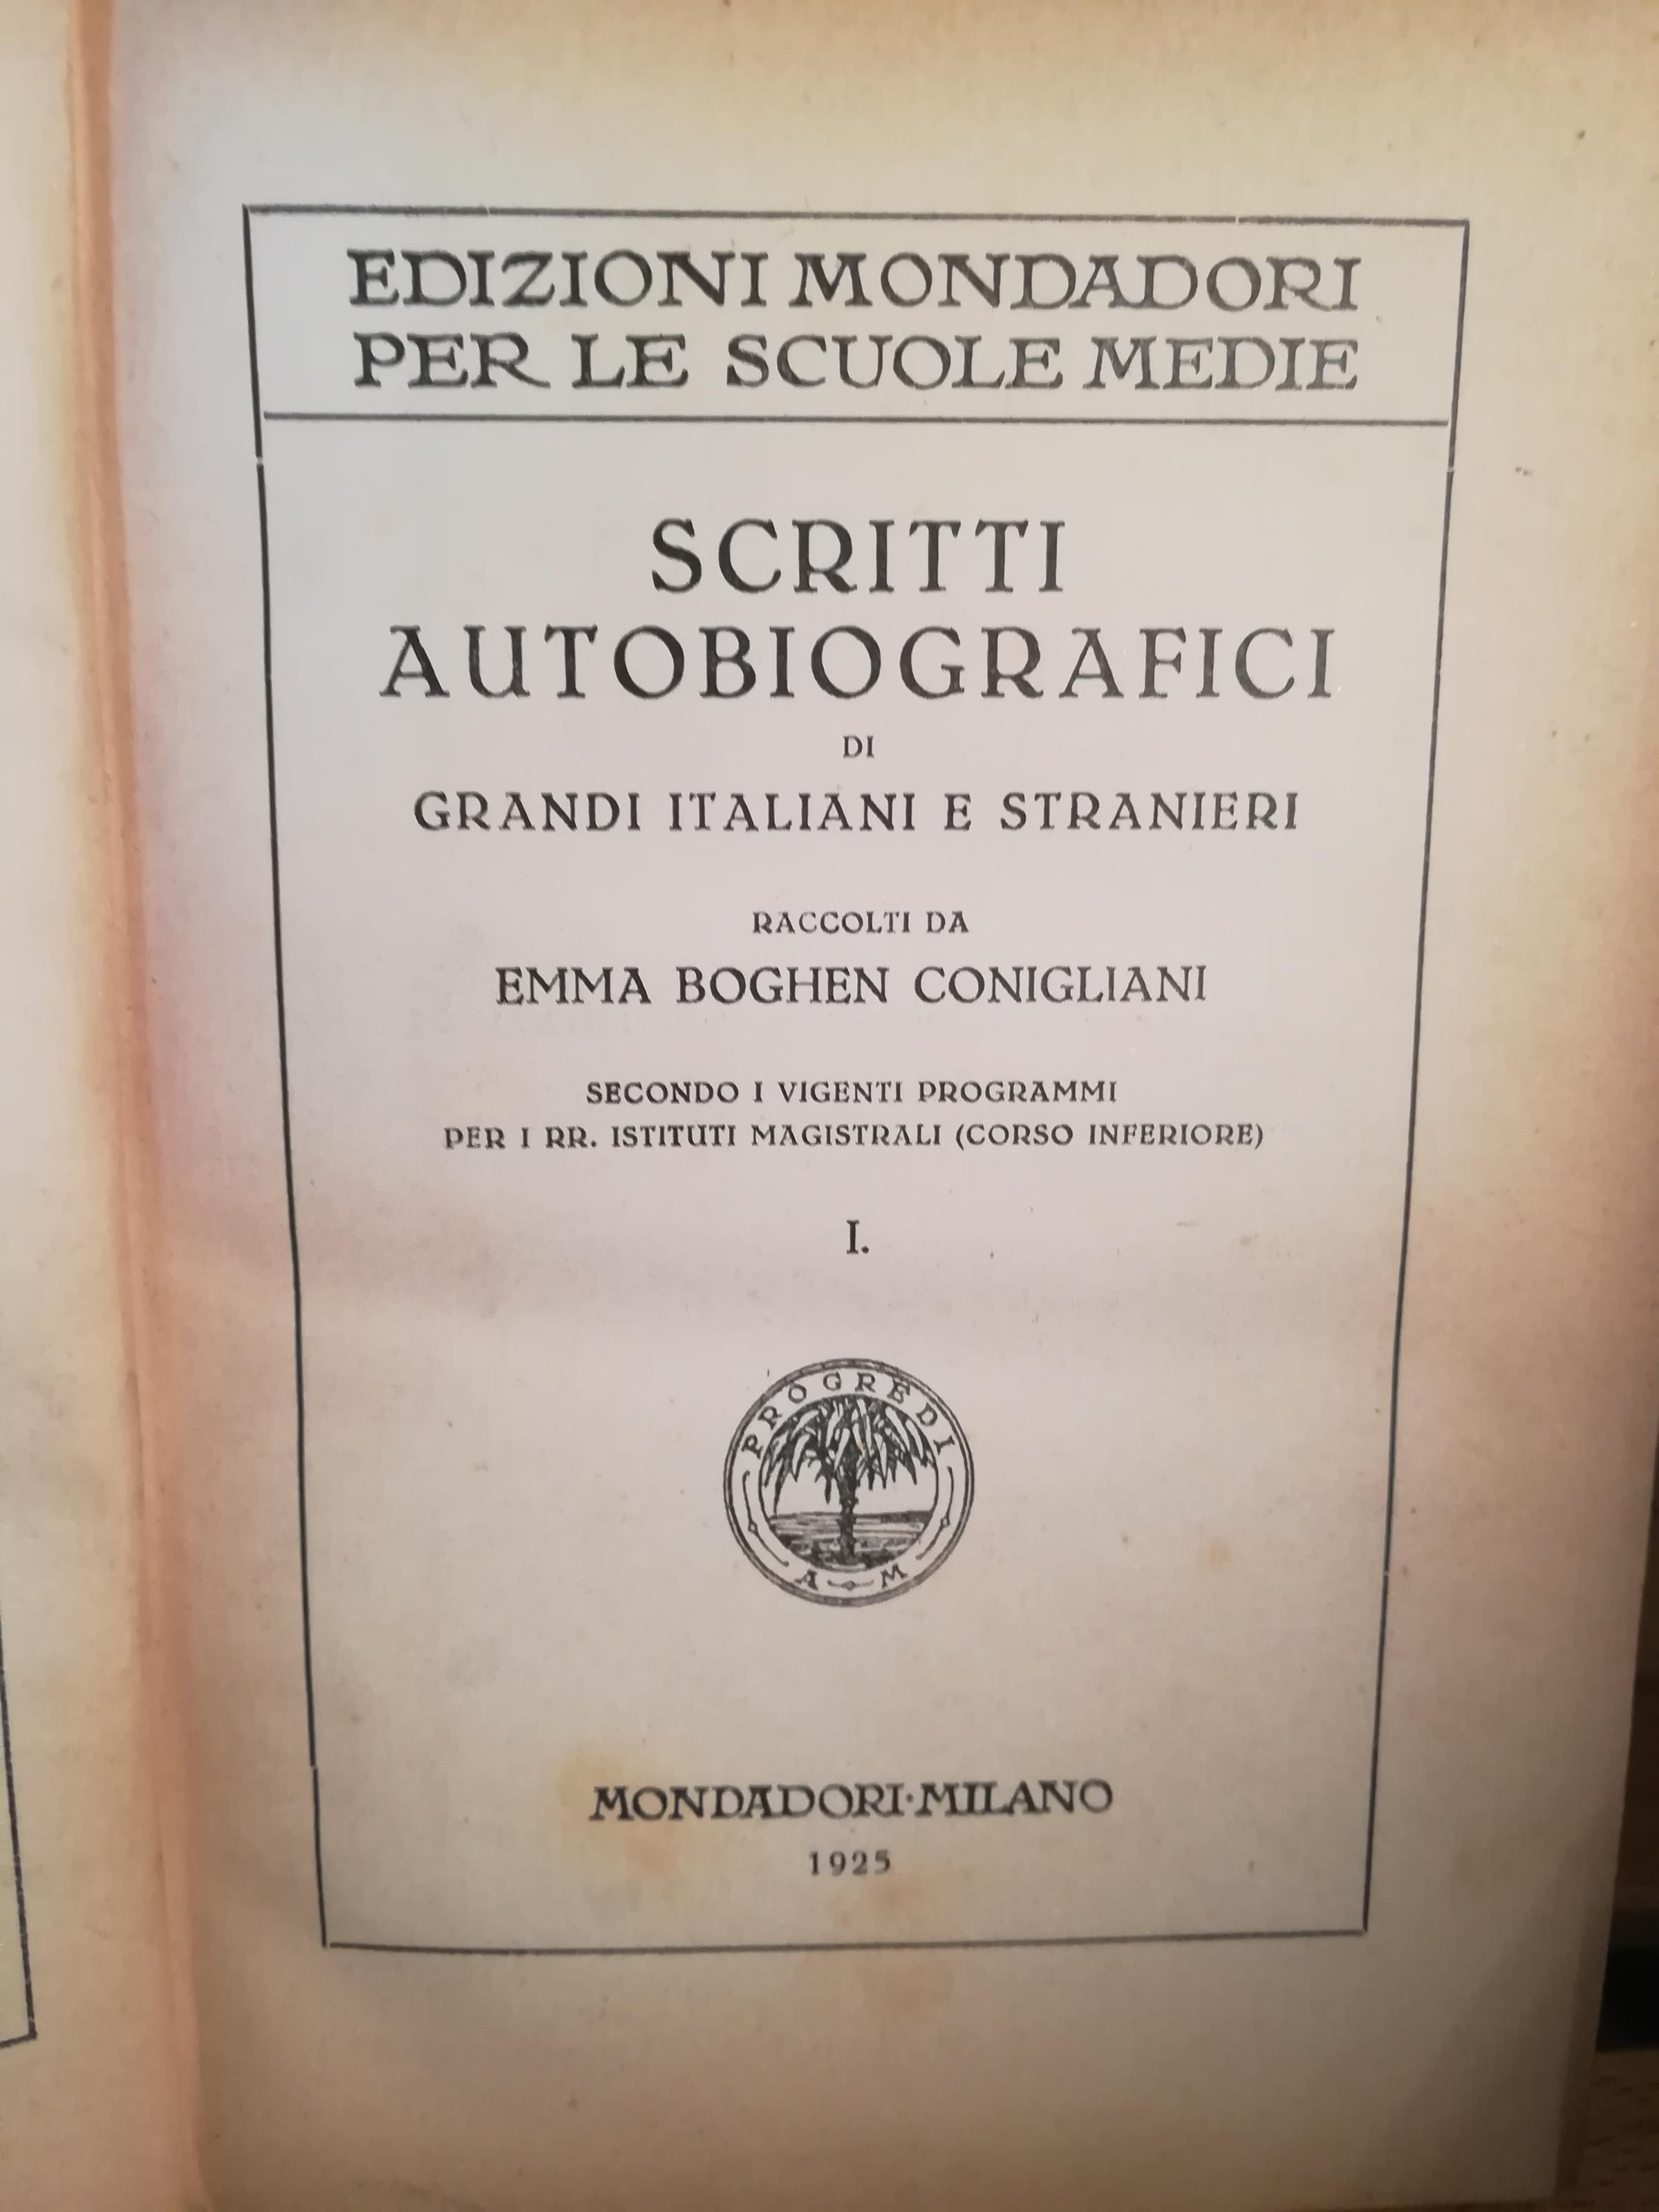 EDIZIONI MONDADORI
PER LE SCUOLE MEDIE
SCRITTI
AUTOBIOGRAFICI
DI
GRANDI ITALIANI E STRANIERI
RACCOLTI DA
EMMA BOGHEN CONIGLIANI
SECONDO I VIGENTI PROGRAMMI
PER I RR. ISTITUTI MAGISTRALI (CORSO INFERIORE)
I.
PROGREDI
A M
MONDADORI·MILANO
1925